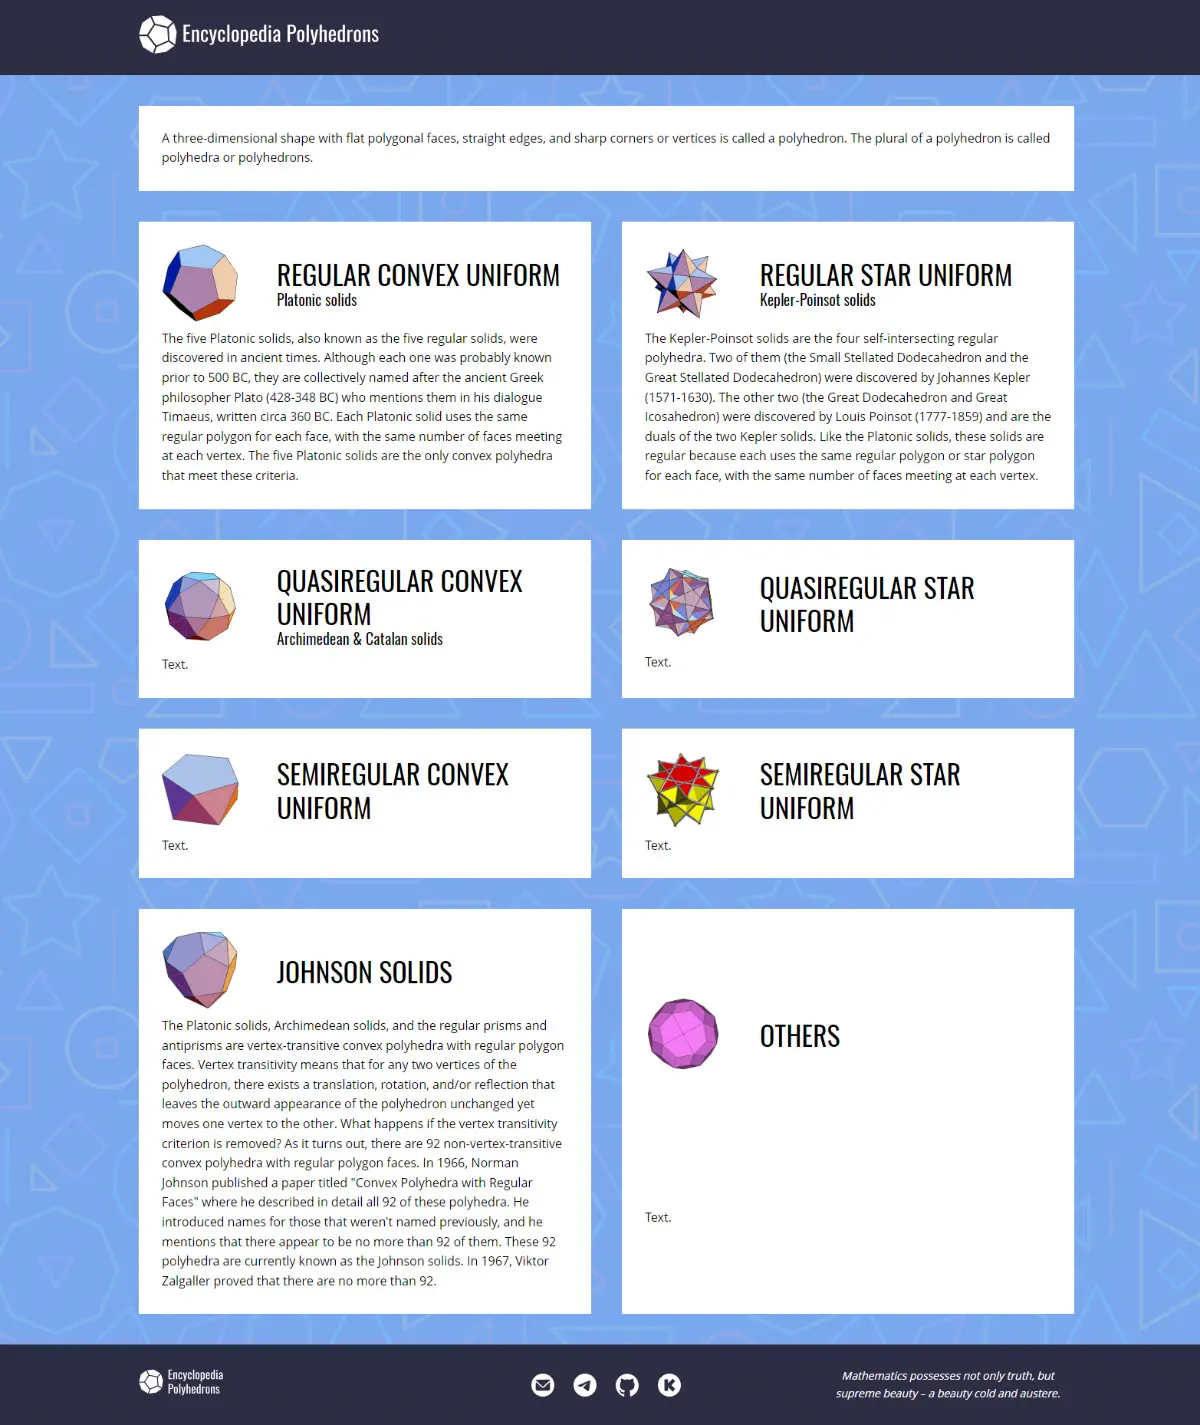 Encyclopedia Polyhedrons
A three-dimensional shape with flat polygonal faces, straight edges, and sharp corners or vertices is called a polyhedron. The plural of a polyhedron is called
polyhedra or polyhedrons.
REGULAR CONVEX UNIFORM
Platonic solids
The five Platonic solids, also known as the five regular solids, were
discovered in ancient times. Although each one was probably known
prior to 500 BC, they are collectively named after the ancient Greek
philosopher Plato (428-348 BC) who mentions them in his dialogue
Timaeus, written circa 360 BC. Each Platonic solid uses the same
regular polygon for each face, with the same number of faces meeting
at each vertex. The five Platonic solids are the only convex polyhedra
that meet these criteria.
REGULAR STAR UNIFORM
Kepler-Poinsot solids
The Kepler-Poinsot solids are the four self-intersecting regular
polyhedra. Two of them (the Small Stellated Dodecahedron and the
Great Stellated Dodecahedron) were discovered by Johannes Kepler
(1571-1630). The other two (the Great Dodecahedron and Great
Icosahedron) were discovered by Louis Poinsot (1777-1859) and are the
duals of the two Kepler solids. Like the Platonic solids, these solids are
regular because each uses the same regular polygon or star polygon
for each face, with the same number of faces meeting at each vertex.
QUASIREGULAR CONVEX
UNIFORM
Archimedean & Catalan solids
Text.
QUASIREGULAR STAR
UNIFORM
Text.
SEMIREGULAR CONVEX
UNIFORM
Text.
SEMIREGULAR STAR
UNIFORM
Text.
JOHNSON SOLIDS
The Platonic solids, Archimedean solids, and the regular prisms and
antiprisms are vertex-transitive convex polyhedra with regular polygon
faces. Vertex transitivity means that for any two vertices of the
polyhedron, there exists a translation, rotation, and/or reflection that
leaves the outward appearance of the polyhedron unchanged yet
moves one vertex to the other. What happens if the vertex transitivity
criterion is removed? As it turns out, there are 92 non-vertex-transitive
convex polyhedra with regular polygon faces. In 1966, Norman
Johnson published a paper titled "Convex Polyhedra with Regular
Faces" where he described in detail all 92 of these polyhedra. He
introduced names for those that weren't named previously, and he
mentions that there appear to be no more than 92 of them. These 92
polyhedra are currently known as the Johnson solids. In 1967, Viktor
Zalgaller proved that there are no more than 92.
OTHERS
Text.
Encyclopedia
Polyhedrons
K
Mathematics possesses not only truth, but
supreme beauty – a beauty cold and austere.